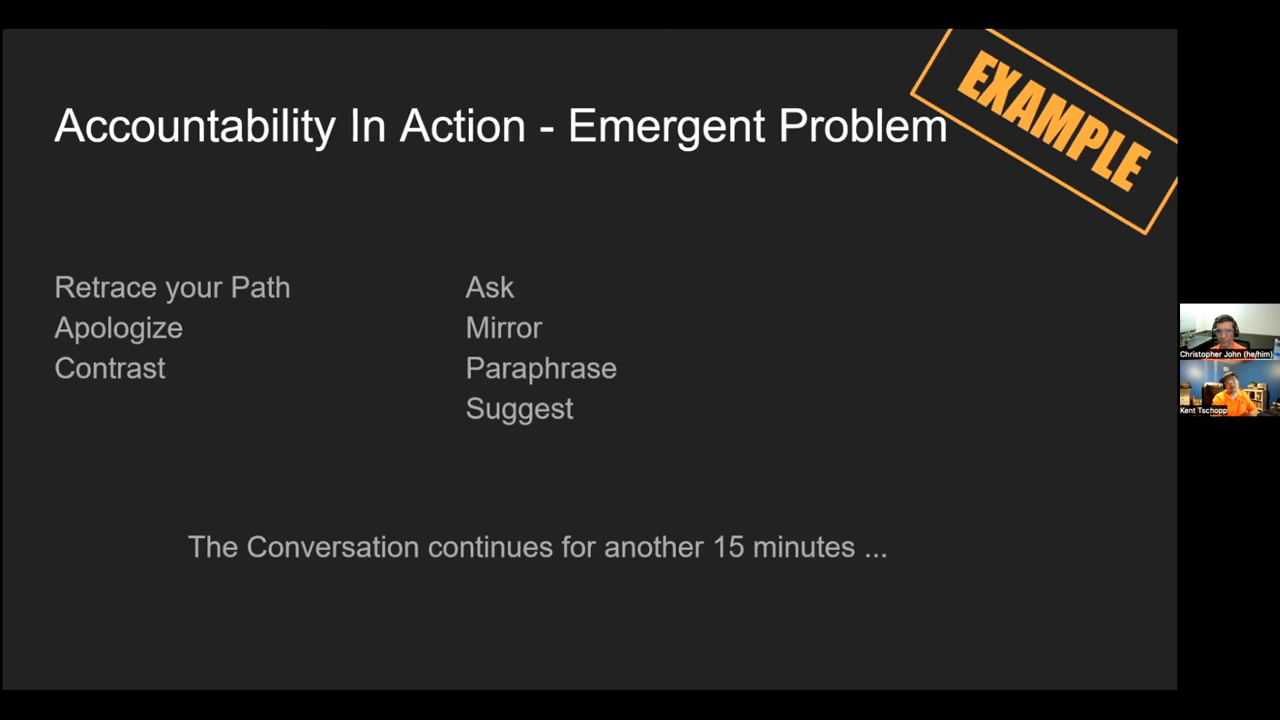 EXAMPLE
Accountability In Action - Emergent Problem
Retrace your Path
Apologize
Contrast
Ask
Mirror
Paraphrase
Suggest
The Conversation continues for another 15 minutes ...
Christopher John (he/him)
Kent Tschopp